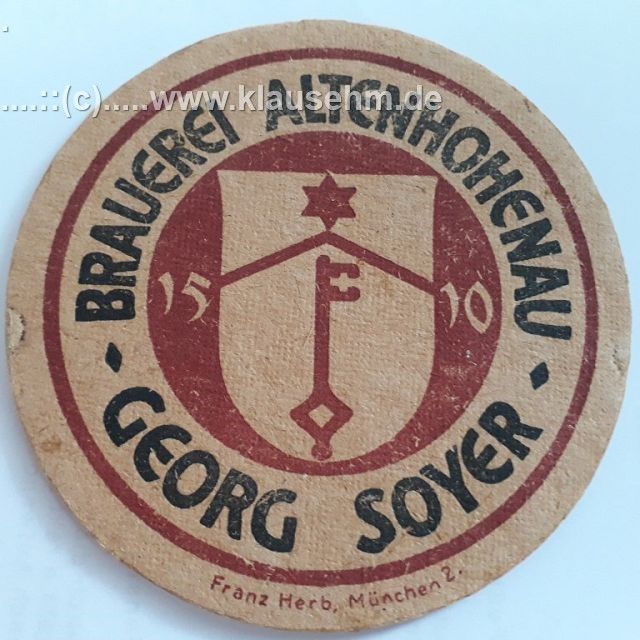 .....::(c).....www.klausehm.de
BRAUEREI ALTENHOHENAU
15 10
GEORG SOYER
Franz Herb, München 2.